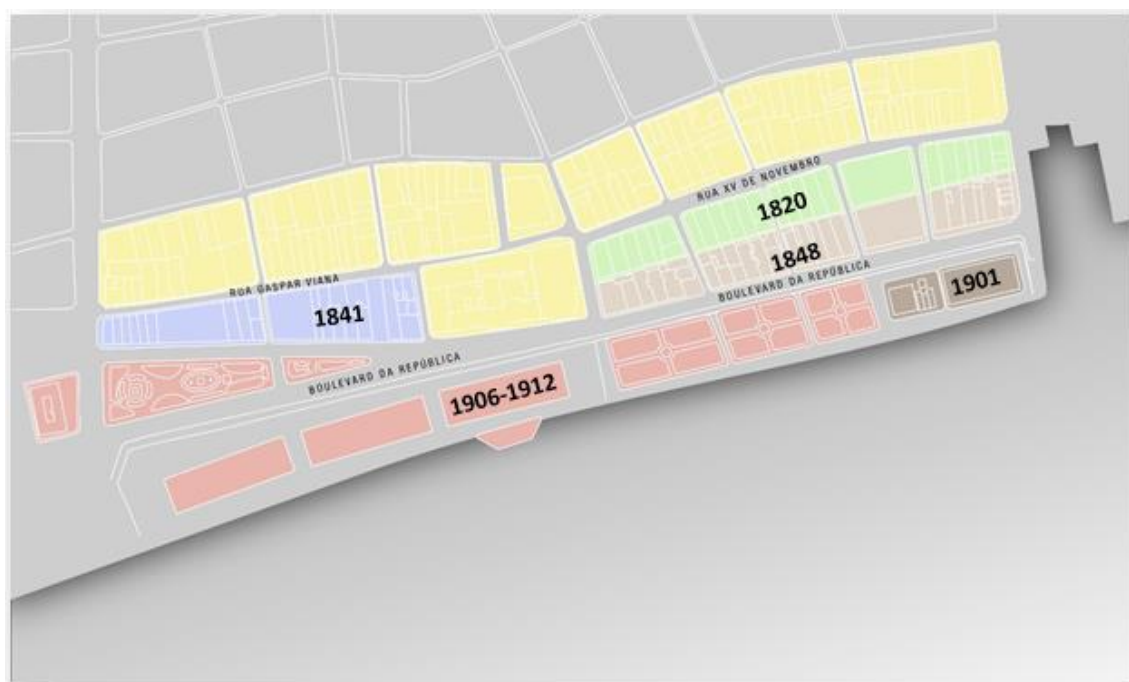 RUA XV DE NOVEMBRO
1820
1848
RUA GASPAR VIANA
BOULEVARD DA REPÚBLICA
1901
1841
BOULEVARD DA REPÚBLICA
1906-1912